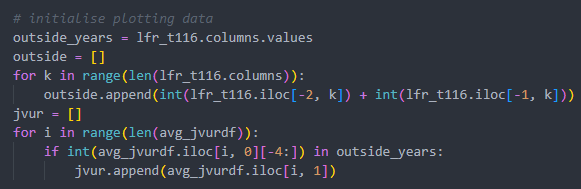 # initialise plotting data
outside_years = lfr_t116.columns.values
outside = []
for k in range(len(lfr_t116.columns)):
    outside.append(int(lfr_t116.iloc[-2, k]) + int(lfr_t116.iloc[-1, k]))
jvur = []
for i in range(len(avg_jvurdf)):
    if int(avg_jvurdf.iloc[i, 0][-4:]) in outside_years:
        jvur.append(avg_jvurdf.iloc[i, 1])